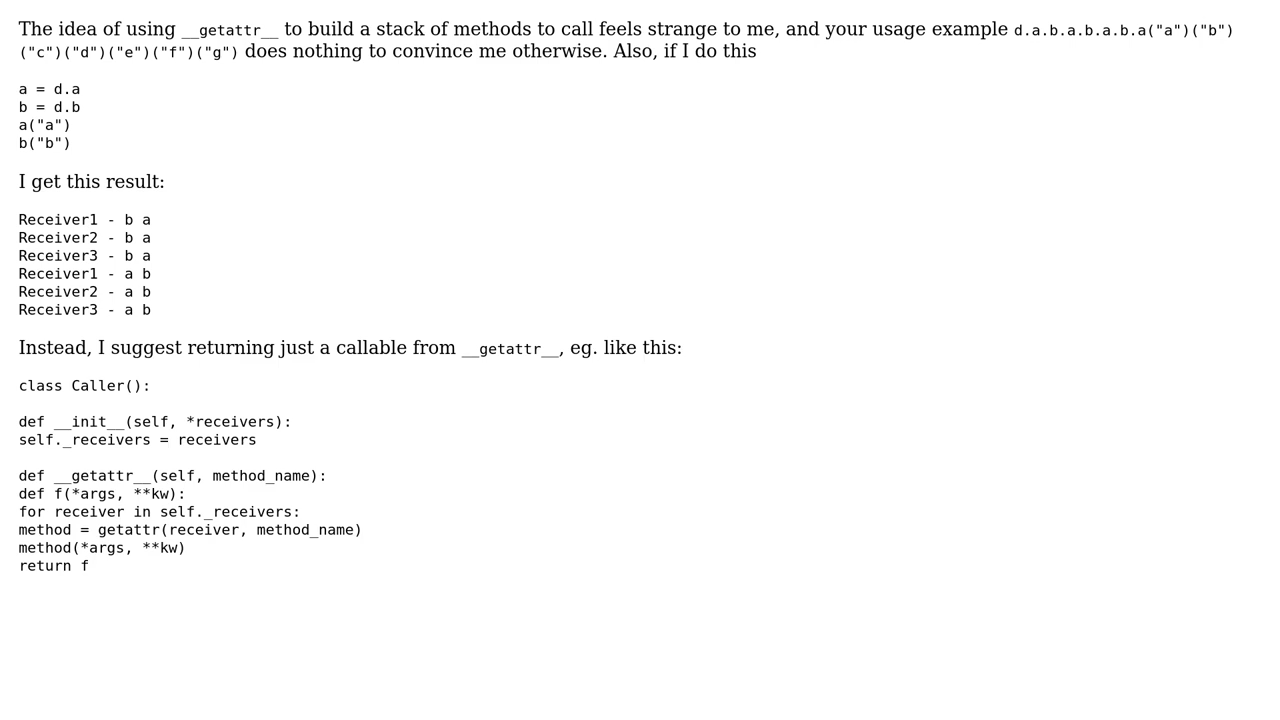 The idea of using __getattr__ to build a stack of methods to call feels strange to me, and your usage example d.a.b.a.b.a.b.a("a")("b")
("c")("d")("e")("f")("g") does nothing to convince me otherwise. Also, if I do this
a = d.a
b = d.b
a("a")
b("b")
I get this result:
Receiver1 - b a
Receiver2 - b a
Receiver3 - b a
Receiver1 - a b
Receiver2 - a b
Receiver3 - a b
Instead, I suggest returning just a callable from __getattr__, eg. like this:
class Caller():
def __init__(self, *receivers):
self._receivers = receivers
def __getattr__(self, method_name):
def f(*args, **kw):
for receiver in self._receivers:
method = getattr(receiver, method_name)
method(*args, **kw)
return f